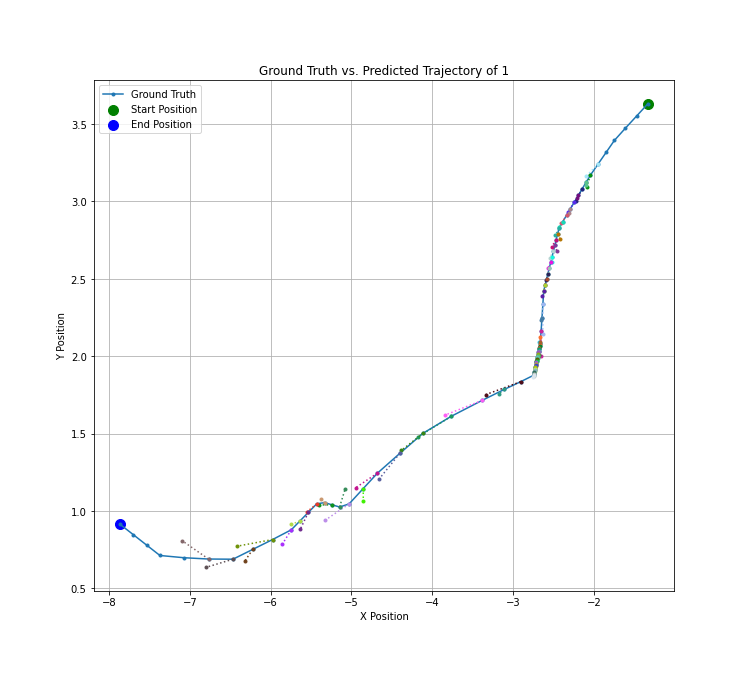 Ground Truth vs. Predicted Trajectory of 1
Ground Truth
Start Position
End Position
Y Position
3.5
3.0
2.5
2.0
1.5
1.0
0.5
−8 −7 −6 −5 −4 −3 −2
X Position